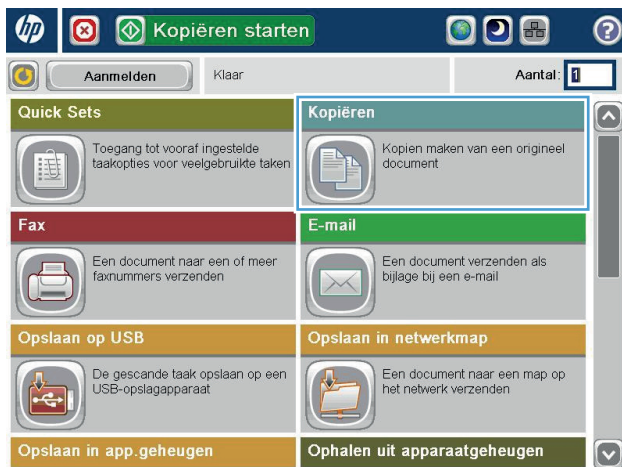 hp
Kopiëren starten
?
Aanmelden
Klaar
Aantal: 1
Quick Sets
Toegang tot vooraf ingestelde
taakopties voor veelgebruikte taken
Kopiëren
Kopien maken van een origineel
document
Fax
Een document naar een of meer
faxnummers verzenden
E-mail
Een document verzenden als
bijlage bij een e-mail
Opslaan op USB
De gescande taak opslaan op een
USB-opslagapparaat
Opslaan in netwerkmap
Een document naar een map op
het netwerk verzenden
Opslaan in app.geheugen
Ophalen uit apparaatgeheugen